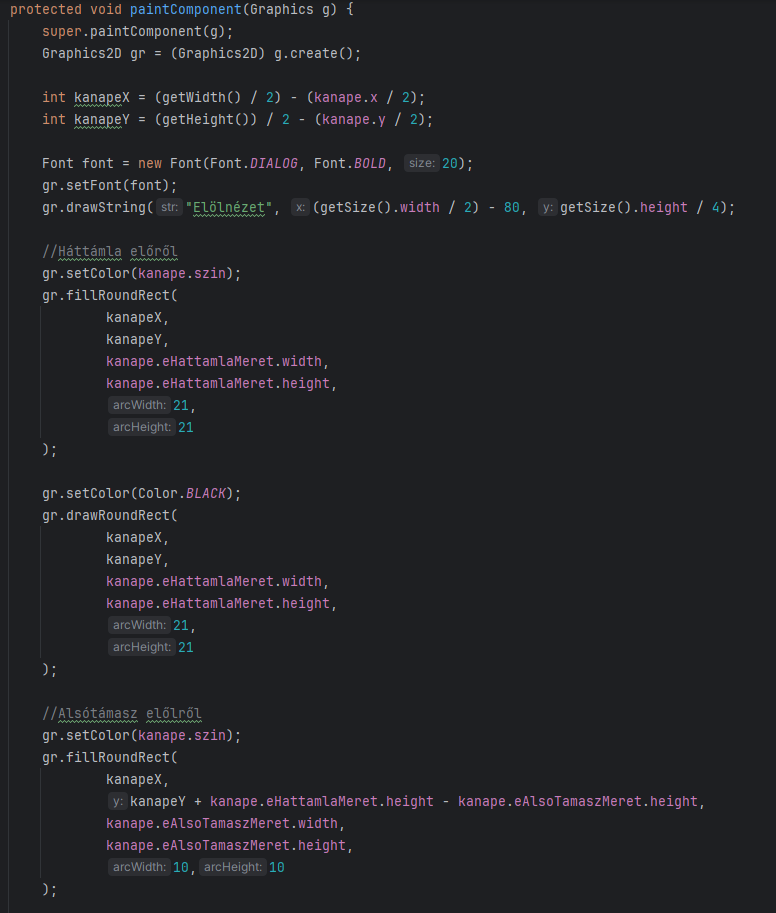 protected void paintComponent(Graphics g) {
super.paintComponent(g);
Graphics2D gr = (Graphics2D) g.create();
int kanapeX = (getWidth() / 2) - (kanape.x / 2);
int kanapeY = (getHeight()) / 2 - (kanape.y / 2);
Font font = new Font(Font.DIALOG, Font.BOLD, size: 20);
gr.setFont(font);
gr.drawString( str: "Elölnézet", x: (getSize().width / 2) - 80, y: getSize().height / 4);
//Háttámla előről
gr.setColor(kanape.szin);
gr.fillRoundRect(
kanapeX,
kanapeY,
kanape.eHattamlaMeret.width,
kanape.eHattamlaMeret.height,
arcWidth: 21,
arcHeight: 21
);
gr.setColor(Color.BLACK);
gr.drawRoundRect(
kanapeX,
kanapeY,
kanape.eHattamlaMeret.width,
kanape.eHattamlaMeret.height,
arcWidth: 21,
arcHeight: 21
);
//Alsótámasz előlről
gr.setColor(kanape.szin);
gr.fillRoundRect(
kanapeX,
y: kanapeY + kanape.eHattamlaMeret.height - kanape.eAlsoTamaszMeret.height,
kanape.eAlsoTamaszMeret.width,
kanape.eAlsoTamaszMeret.height,
arcWidth: 10, arcHeight: 10
);